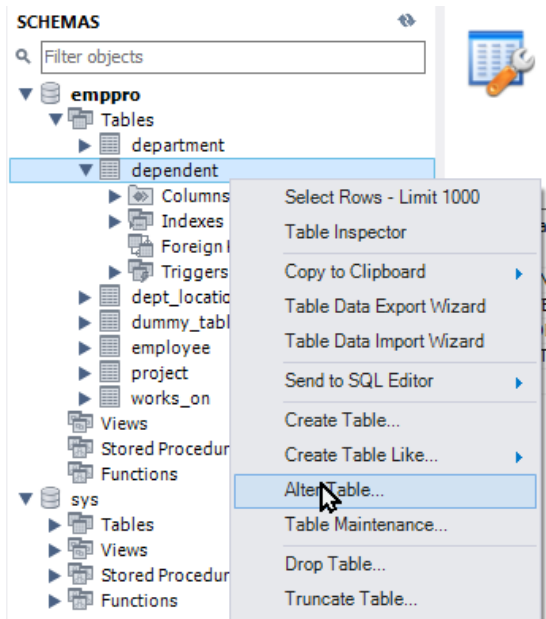 SCHEMAS
Filter objects
emppro
Tables
department
dependent
Columns
Indexes
Foreign
Triggers
dept_locatio
dummy_tabl
employee
project
works_on
Views
Stored Procedur
Functions
sys
Tables
Views
Stored Procedur
Functions
Select Rows - Limit 1000
Table Inspector
Copy to Clipboard
Table Data Export Wizard
Table Data Import Wizard
Send to SQL Editor
Create Table...
Create Table Like...
Alter Table...
Table Maintenance...
Drop Table...
Truncate Table...